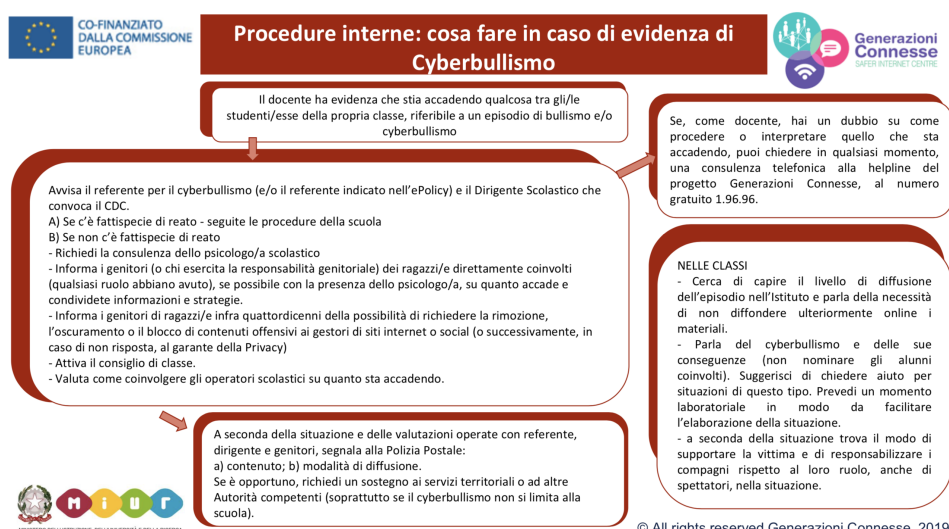 CO-FINANZIATO
DALLA COMMISSIONE
EUROPEA
Procedure interne: cosa fare in caso di evidenza di
Cyberbullismo
Generazioni
Connesse
SAFER INTERNET CENTRE
Il docente ha evidenza che stia accadendo qualcosa tra gli/le
studenti/esse della propria classe, riferibile a un episodio di bullismo e/o
cyberbullismo
Se, come docente, hai un dubbio su come
procedere o interpretare quello che sta
accadendo, puoi chiedere in qualsiasi momento,
una consulenza telefonica alla helpline del
progetto Generazioni Connesse, al numero
gratuito 1.96.96.
Avvisa il referente per il cyberbullismo (e/o il referente indicato nell'ePolicy) e il Dirigente Scolastico che
convoca il CDC.
A) Se c'è fattispecie di reato - seguite le procedure della scuola
B) Se non c'è fattispecie di reato
- Richiedi la consulenza dello psicologo/a scolastico
- Informa i genitori (o chi esercita la responsabilità genitoriale) dei ragazzi/e direttamente coinvolti
(qualsiasi ruolo abbiano avuto), se possibile con la presenza dello psicologo/a, su quanto accade e
condividete informazioni e strategie.
- Informa i genitori di ragazzi/e infra quattordicenni della possibilità di richiedere la rimozione,
l'oscuramento o il blocco di contenuti offensivi ai gestori di siti internet o social (o successivamente, in
caso di non risposta, al garante della Privacy)
- Attiva il consiglio di classe.
- Valuta come coinvolgere gli operatori scolastici su quanto sta accadendo.
NELLE CLASSI
- Cerca di capire il livello di diffusione
dell'episodio nell'Istituto e parla della necessità
di non diffondere ulteriormente online i
materiali.
- Parla del cyberbullismo e delle sue
conseguenze (non nominare gli alunni
coinvolti). Suggerisci di chiedere aiuto per
situazioni di questo tipo. Prevedi un momento
laboratoriale in modo da facilitare
l'elaborazione della situazione.
- a seconda della situazione trova il modo di
supportare la vittima e di responsabilizzare i
compagni rispetto al loro ruolo, anche di
spettatori, nella situazione.
A seconda della situazione e delle valutazioni operate con referente,
dirigente e genitori, segnala alla Polizia Postale:
a) contenuto; b) modalità di diffusione.
Se è opportuno, richiedi un sostegno ai servizi territoriali o ad altre
Autorità competenti (soprattutto se il cyberbullismo non si limita alla
scuola).
miur
© All rights reserved Generazioni Connesse, 2019